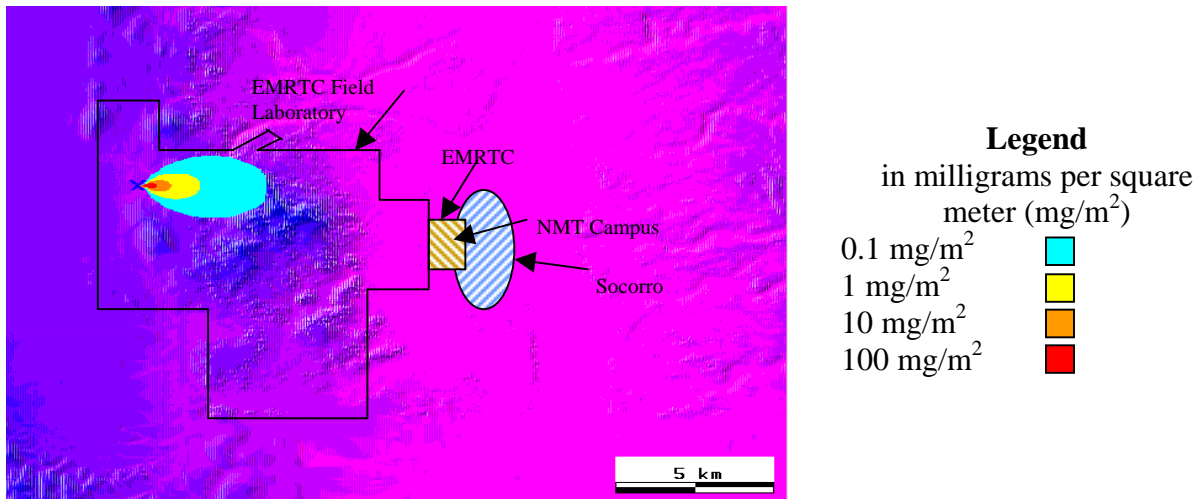 EMRTC Field
Laboratory
EMRTC
NMT Campus
Socorro
5 km
Legend
in milligrams per square
meter (mg/m²)
0.1 mg/m²
1 mg/m²
10 mg/m²
100 mg/m²